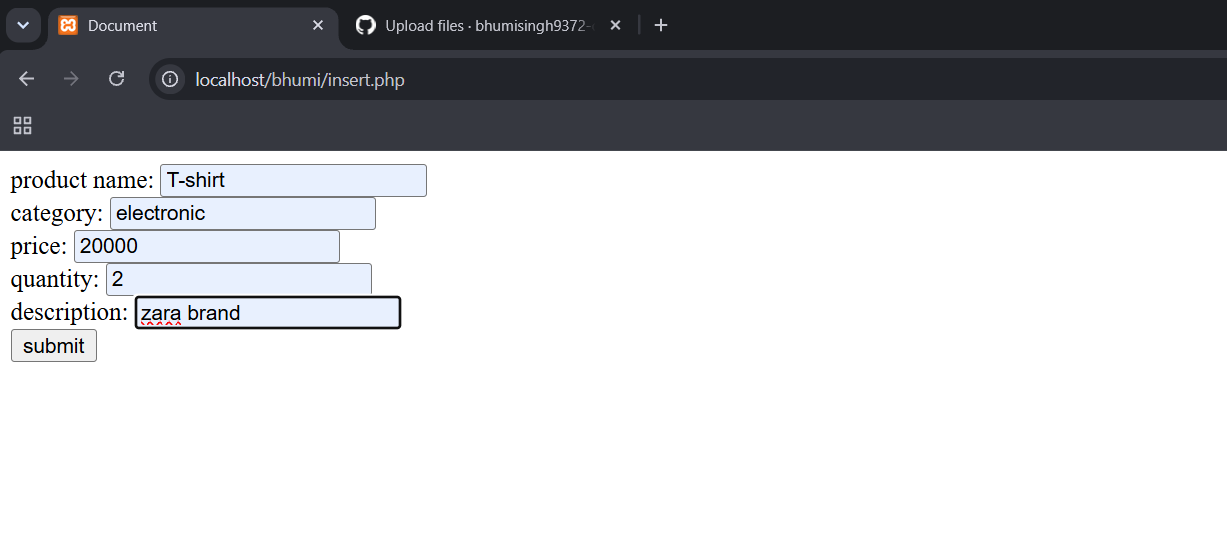 Document
Upload files · bhumisingh9372-
localhost/bhumi/insert.php
product name: T-shirt
category: electronic
price: 20000
quantity: 2
description: zara brand
submit